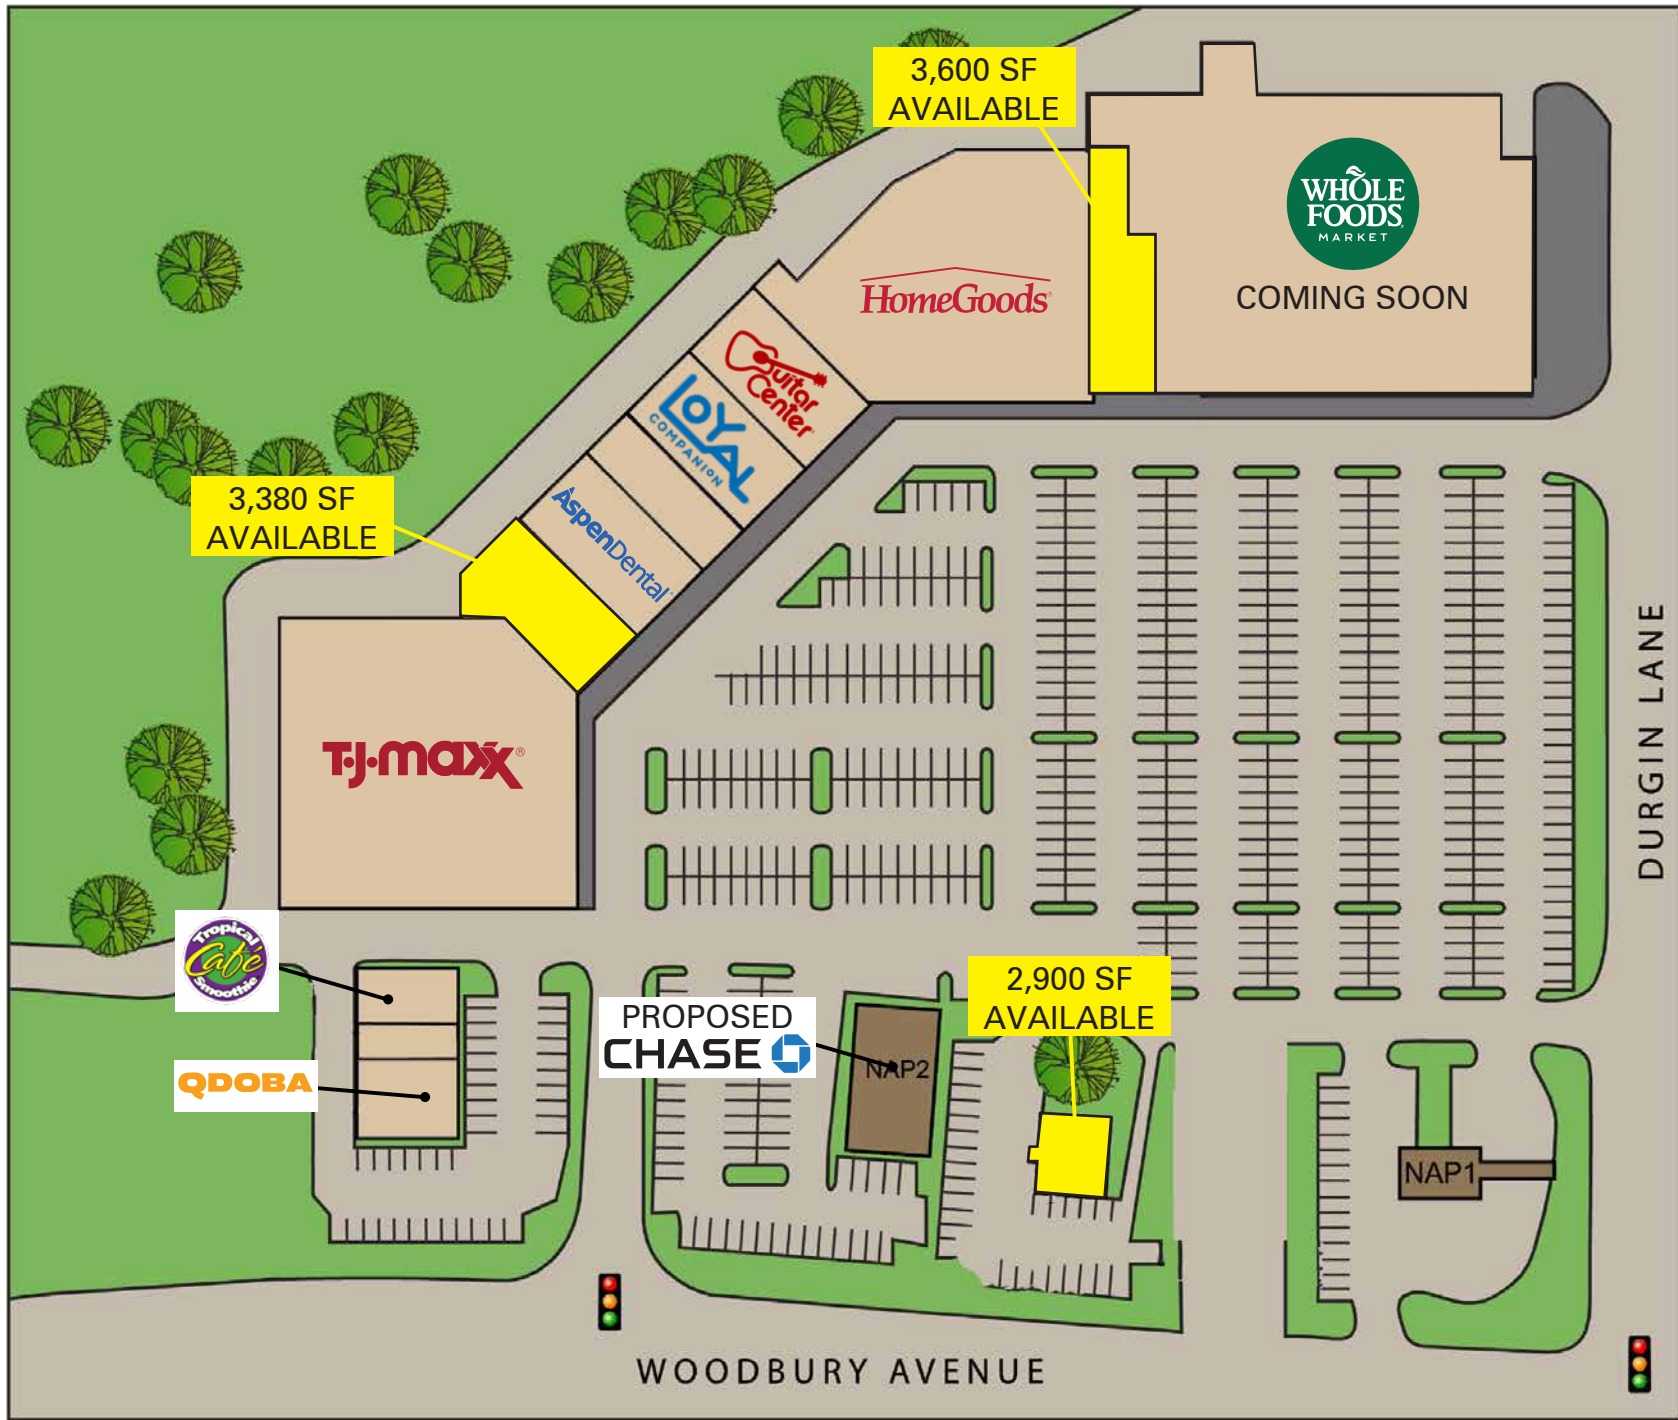 3,600 SF
AVAILABLE
WHOLE
FOODS
MARKET
COMING SOON
HomeGoods
Guitar
Center
LOYAL
COMPANION
3,380 SF
AVAILABLE
AspenDental
T·J·maxx®
DURGIN LANE
Tropical
Café
Smoothie
QDOBA
PROPOSED
CHASE
NAP2
2,900 SF
AVAILABLE
NAP1
WOODBURY AVENUE